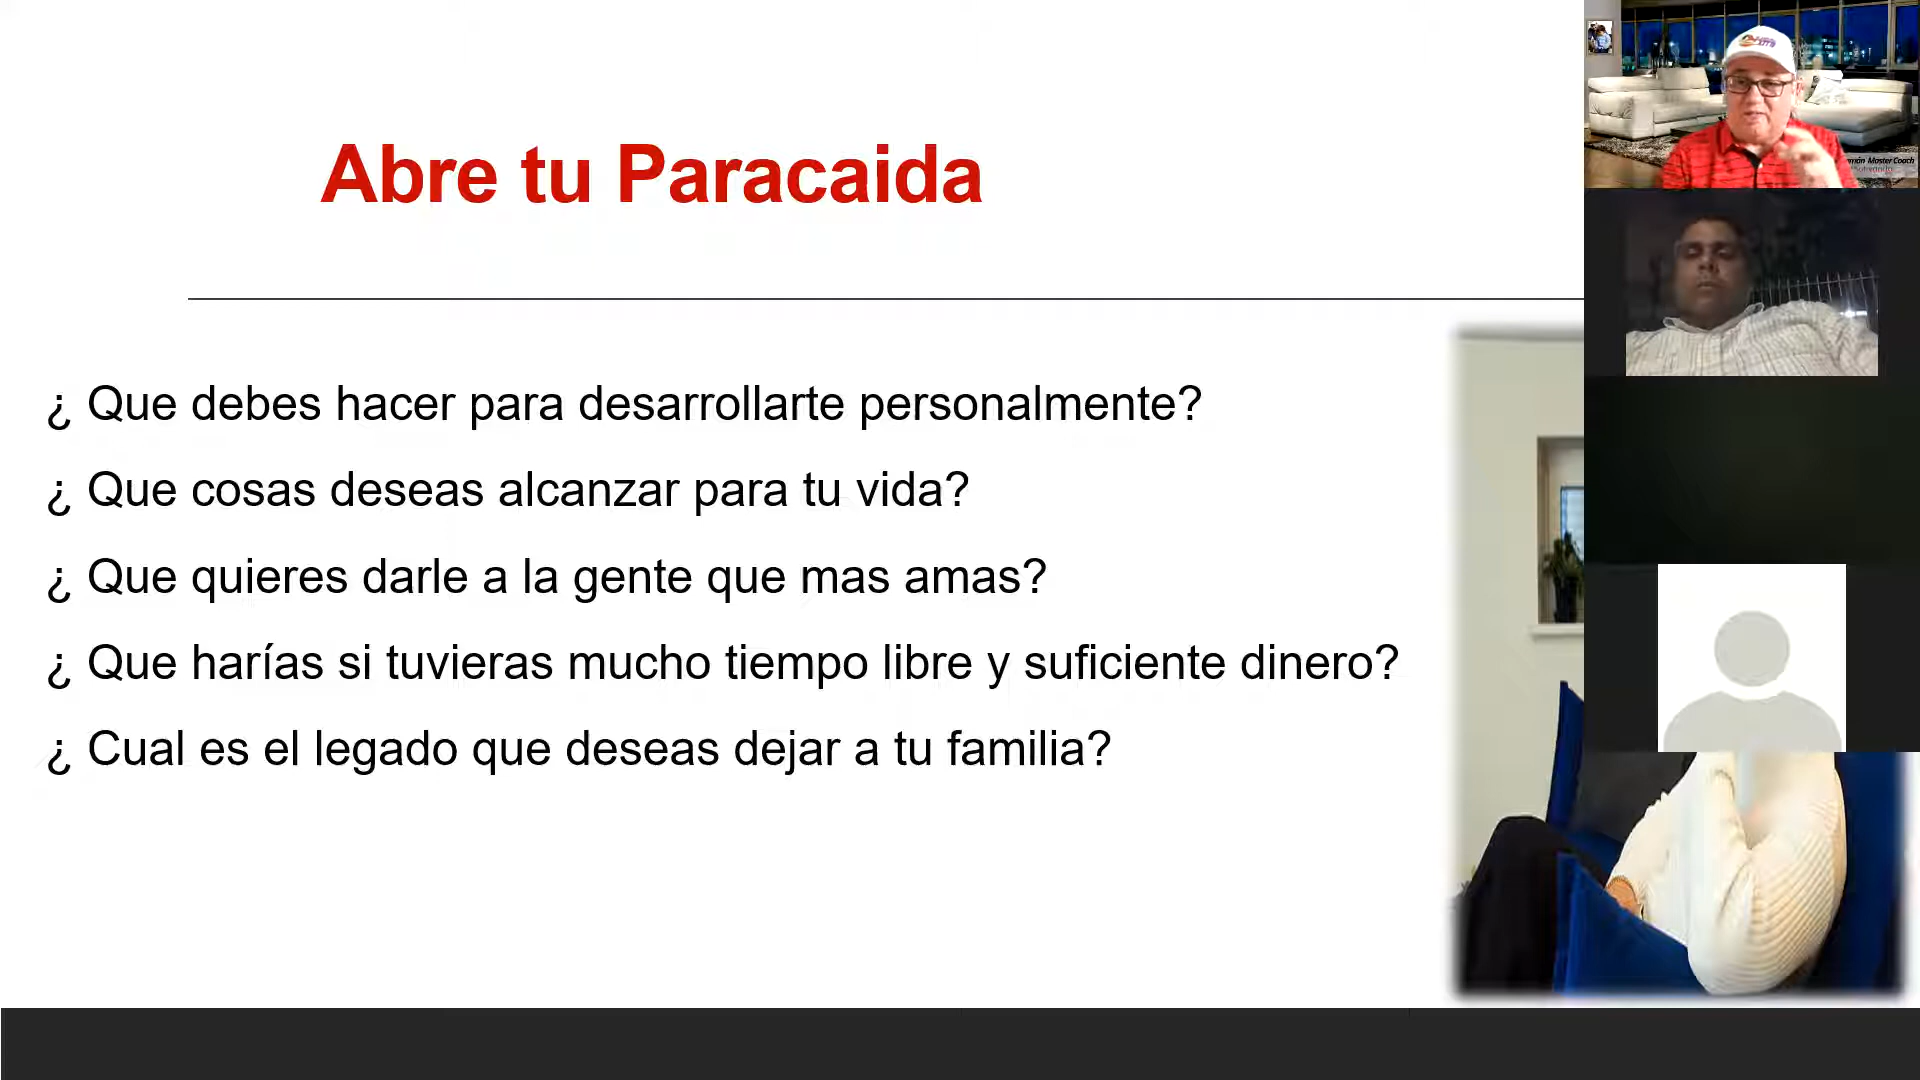 Abre tu Paracaida
¿ Que debes hacer para desarrollarte personalmente?
¿ Que cosas deseas alcanzar para tu vida?
¿ Que quieres darle a la gente que mas amas?
¿ Que harías si tuvieras mucho tiempo libre y suficiente dinero?
¿ Cual es el legado que deseas dejar a tu familia?
Master Coach